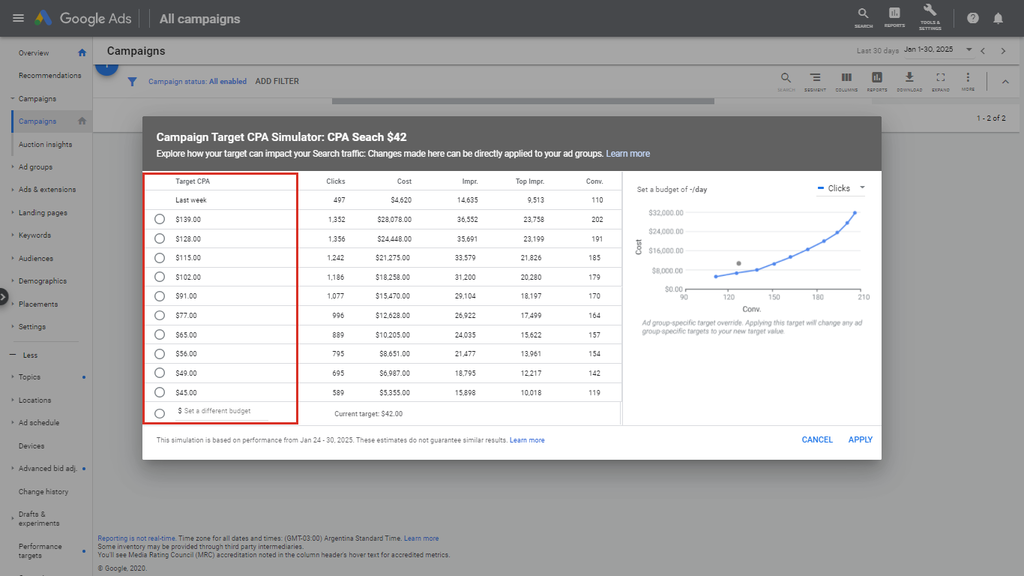 Google Ads
All campaigns
SEARCH
REPORTS
TOOLS &
SETTINGS
Overview
Recommendations
Campaigns
Campaigns
Auction insights
Ad groups
Ads & extensions
Landing pages
Keywords
Audiences
Demographics
Placements
Settings
Less
Topics
Locations
Ad schedule
Devices
Advanced bid adj.
Change history
Drafts &
experiments
Performance
targets
Campaigns
Last 30 days Jan 1-30, 2025
Campaign status: All enabled ADD FILTER
SEARCH SEGMENT COLUMNS REPORTS DOWNLOAD EXPAND MORE
1 - 2 of 2
Campaign Target CPA Simulator: CPA Seach $42
Explore how your target can impact your Search traffic: Changes made here can be directly applied to your ad groups. Learn more
Target CPA Clicks Cost Impr. Top Impr. Conv.
Last week 497 $4,620 14,635 9,513 110
$139.00 1,352 $28,078.00 36,552 23,758 202
$128.00 1,356 $24,448.00 35,691 23,199 191
$115.00 1,242 $21,275.00 33,579 21,826 185
$102.00 1,186 $18,258.00 31,200 20,280 179
$91.00 1,077 $15,470.00 29,104 18,197 170
$77.00 996 $12,628.00 26,922 17,499 164
$65.00 889 $10,205.00 24,035 15,622 157
$56.00 795 $8,651.00 21,477 13,961 154
$49.00 695 $6,987.00 18,795 12,217 142
$45.00 589 $5,355.00 15,898 10,018 119
$ Set a different budget Current target: $42.00
Set a budget of -/day
Clicks
$32,000.00
$24,000.00
$16,000.00
$8,000.00
$0.00
Cost
90 120 150 180 210
Conv.
Ad group-specific target override. Applying this target will change any ad
group-specific targets to your new target value
This simulation is based on performance from Jan 24 - 30, 2025. These estimates do not guarantee similar results. Learn more
CANCEL APPLY
Reporting is not real-time. Time zone for all dates and times: (GMT-03:00) Argentina Standard Time. Learn more
Some inventory may be provided through third party intermediaries.
You'll see Media Rating Council (MRC) accreditation noted in the column header's hover text for accredited metrics.
© Google, 2020.